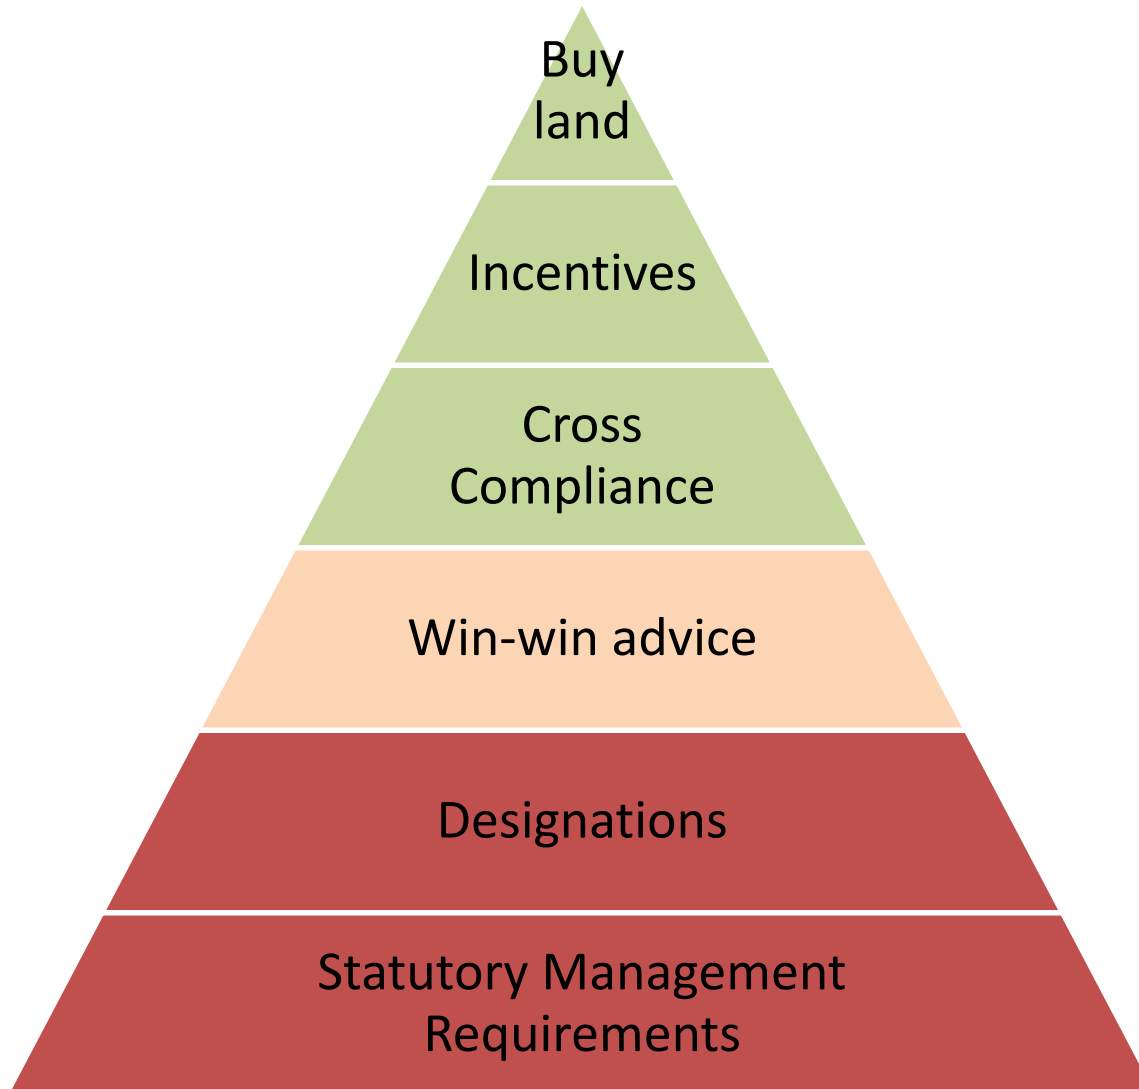 Buy
land
Incentives
Cross
Compliance
Win-win advice
Designations
Statutory Management
Requirements